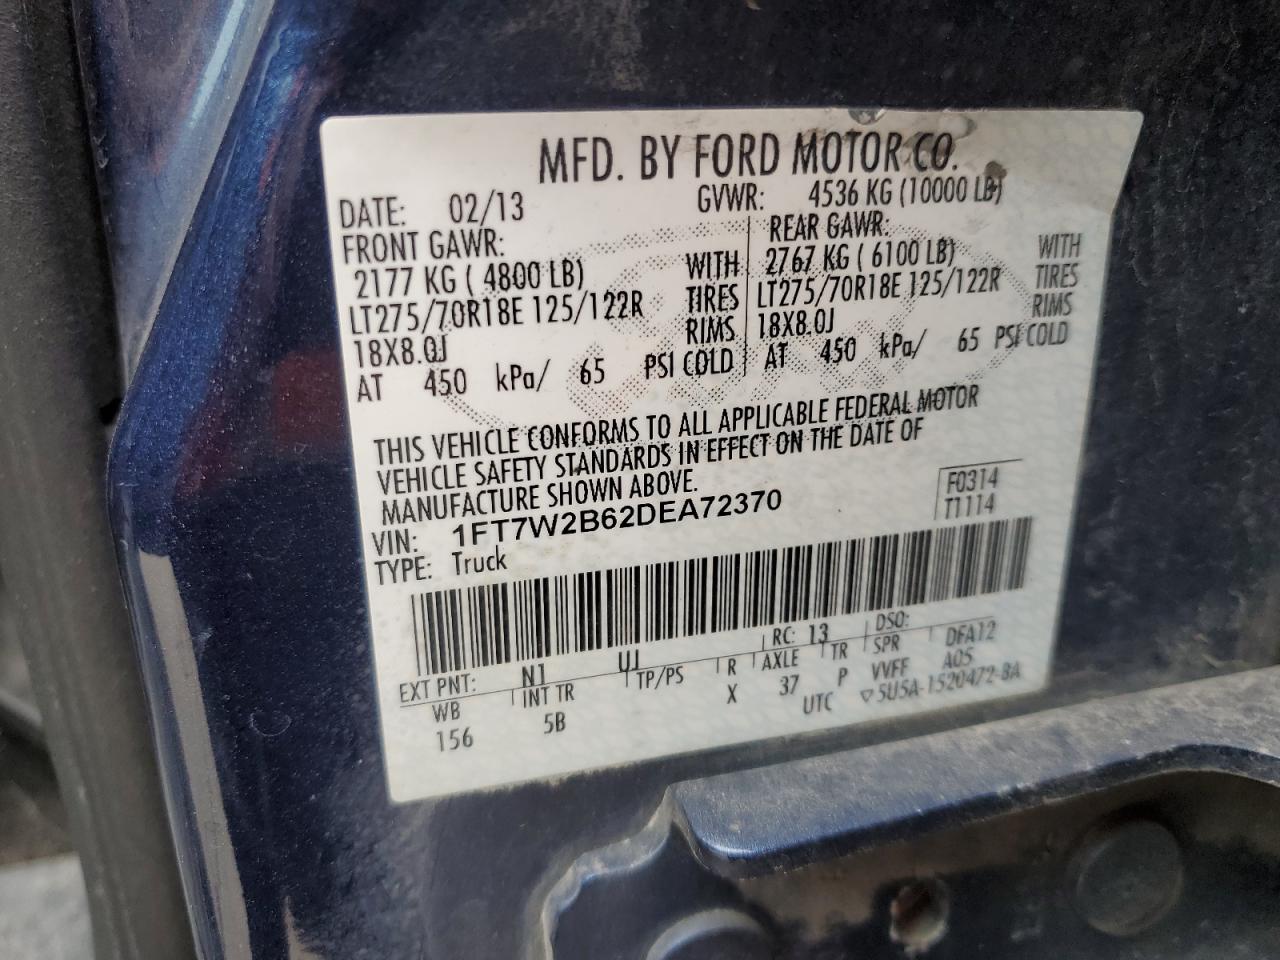 MFD. BY FORD MOTOR CO.
DATE: 02/13 GVWR: 4536 KG (10000 LB)
FRONT GAWR: REAR GAWR:
2177 KG ( 4800 LB) WITH 2767 KG ( 6100 LB) WITH
LT275/70R18E 125/122R TIRES LT275/70R18E 125/122R TIRES
18X8.0J RIMS 18X8.0J RIMS
AT 450 kPa/ 65 PSI COLD AT 450 kPa/ 65 PSI COLD
THIS VEHICLE CONFORMS TO ALL APPLICABLE FEDERAL MOTOR
VEHICLE SAFETY STANDARDS IN EFFECT ON THE DATE OF
MANUFACTURE SHOWN ABOVE.
F0314
VIN: 1FT7W2B62DEA72370 T1114
TYPE: Truck
EXT PNT: N1 UJ RC: 13 DSO:
WB INT TR TP/PS R AXLE TR SPR DFA12
156 5B X 37 P VVFF A05
UTC ▽5U5A-1520472-BA